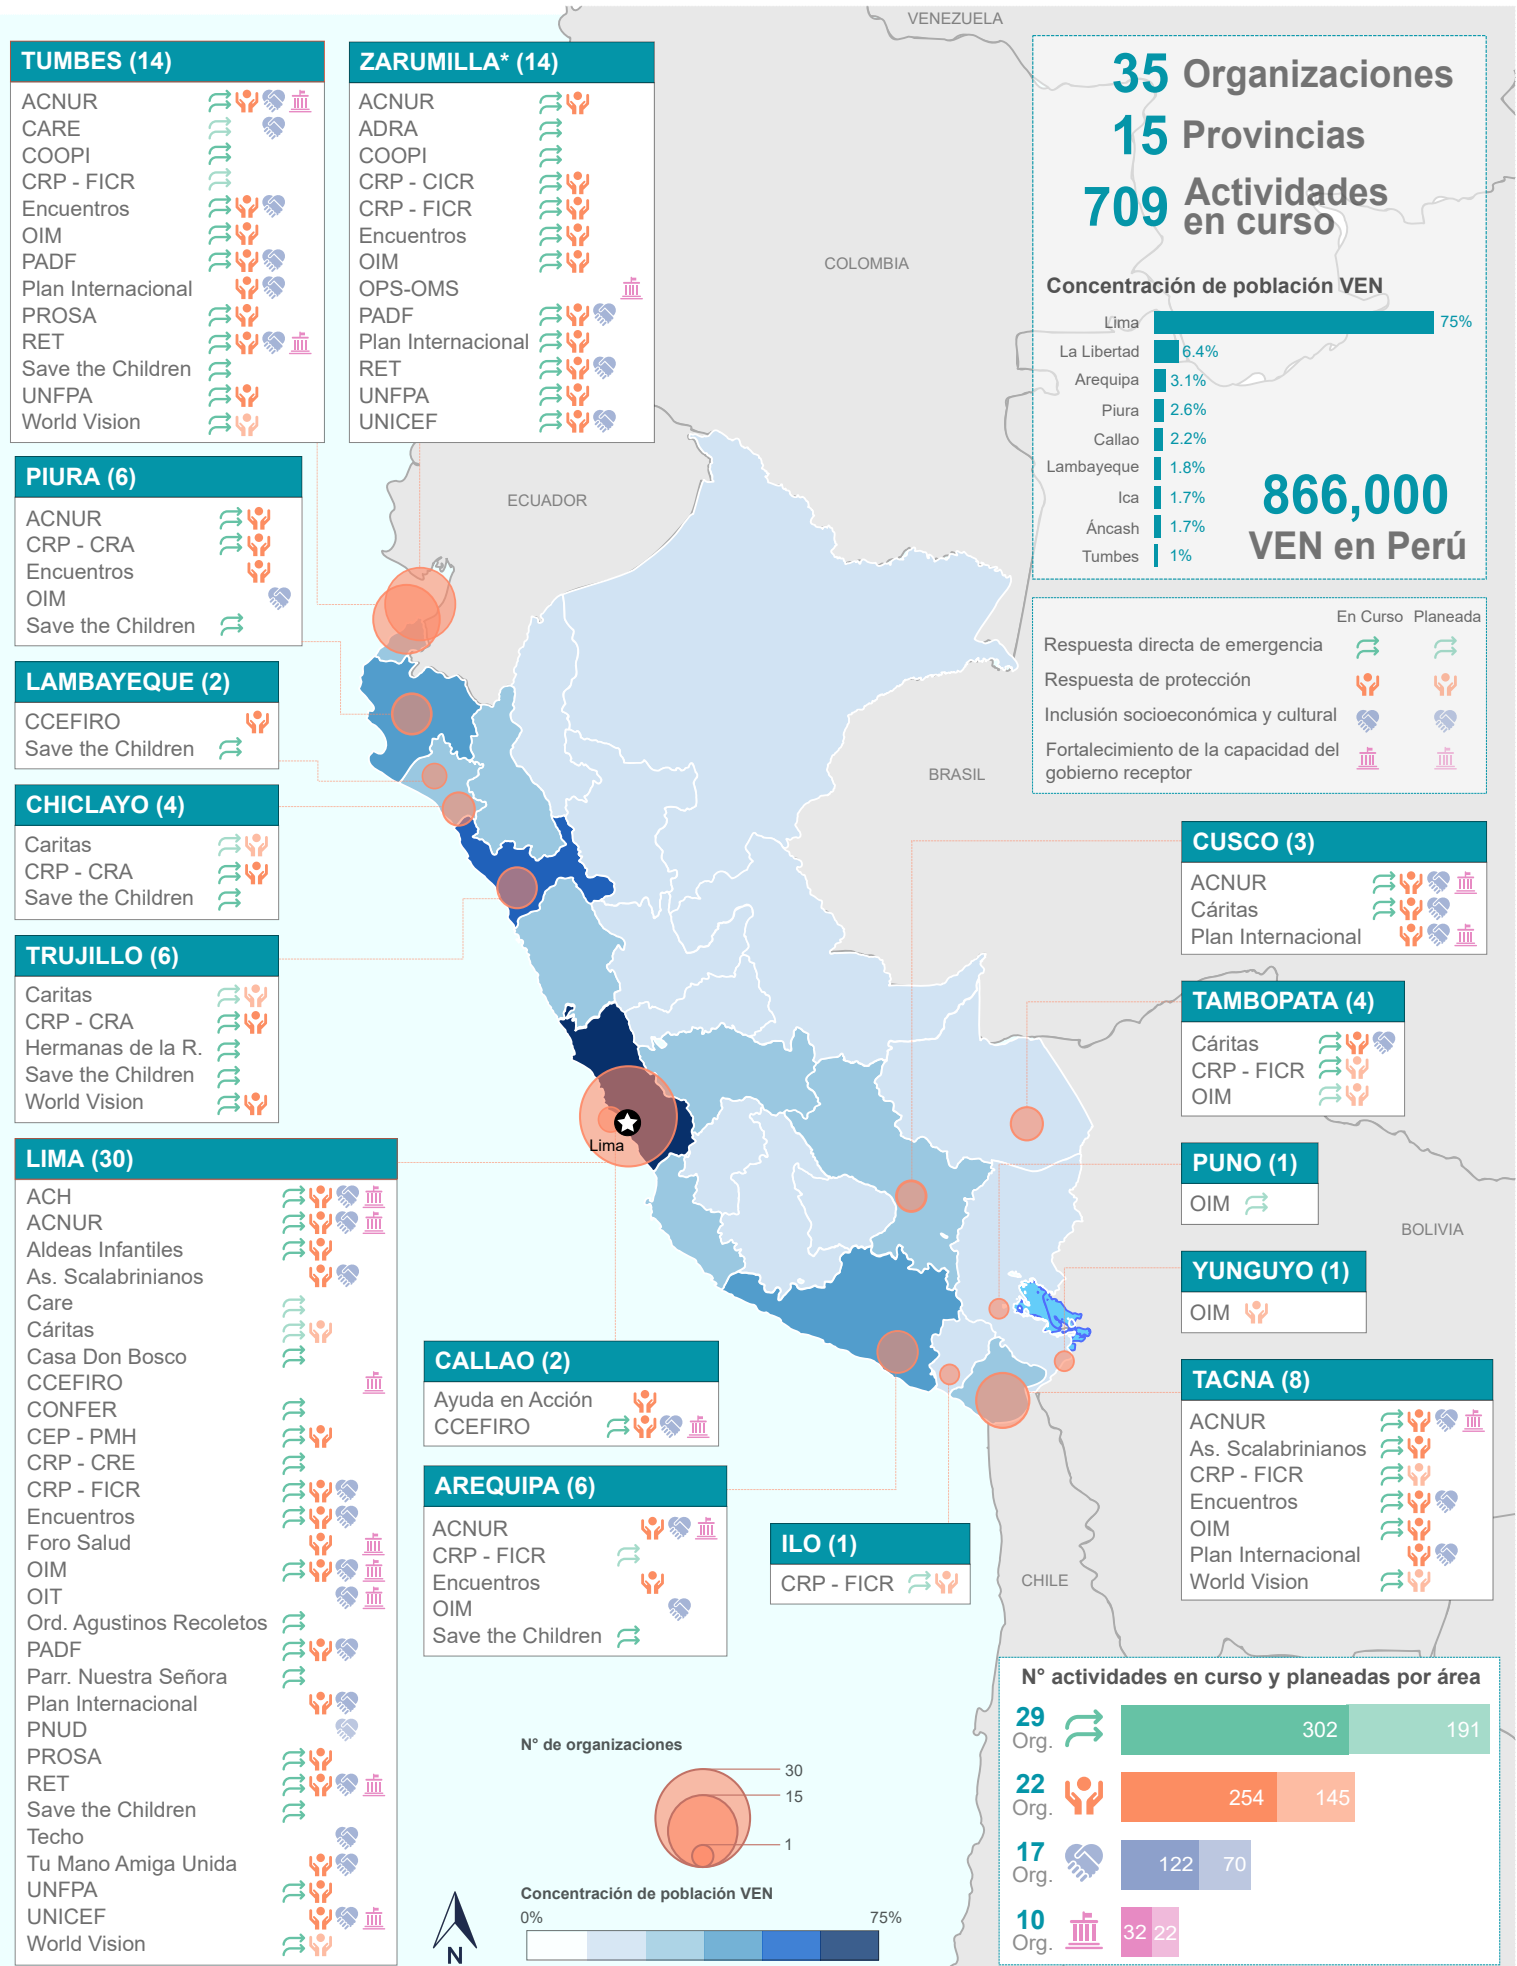 VENEZUELA
COLOMBIA
ECUADOR
BRASIL
BOLIVIA
CHILE
Lima
TUMBES (14)
ACNUR
CARE
COOPI
CRP - FICR
Encuentros
OIM
PADF
Plan Internacional
PROSA
RET
Save the Children
UNFPA
World Vision
ZARUMILLA* (14)
ACNUR
ADRA
COOPI
CRP - CICR
CRP - FICR
Encuentros
OIM
OPS-OMS
PADF
Plan Internacional
RET
UNFPA
UNICEF
35 Organizaciones
15 Provincias
709 Actividades
en curso
Concentración de población VEN
Lima 75%
La Libertad 6.4%
Arequipa 3.1%
Piura 2.6%
Callao 2.2%
Lambayeque 1.8%
Ica 1.7%
Áncash 1.7%
Tumbes 1%
866,000
VEN en Perú
En Curso Planeada
Respuesta directa de emergencia
Respuesta de protección
Inclusión socioeconómica y cultural
Fortalecimiento de la capacidad del
gobierno receptor
PIURA (6)
ACNUR
CRP - CRA
Encuentros
OIM
Save the Children
LAMBAYEQUE (2)
CCEFIRO
Save the Children
CHICLAYO (4)
Caritas
CRP - CRA
Save the Children
TRUJILLO (6)
Caritas
CRP - CRA
Hermanas de la R.
Save the Children
World Vision
LIMA (30)
ACH
ACNUR
Aldeas Infantiles
As. Scalabrinianos
Care
Cáritas
Casa Don Bosco
CCEFIRO
CONFER
CEP - PMH
CRP - CRE
CRP - FICR
Encuentros
Foro Salud
OIM
OIT
Ord. Agustinos Recoletos
PADF
Parr. Nuestra Señora
Plan Internacional
PNUD
PROSA
RET
Save the Children
Techo
Tu Mano Amiga Unida
UNFPA
UNICEF
World Vision
CALLAO (2)
Ayuda en Acción
CCEFIRO
AREQUIPA (6)
ACNUR
CRP - FICR
Encuentros
OIM
Save the Children
ILO (1)
CRP - FICR
CUSCO (3)
ACNUR
Cáritas
Plan Internacional
TAMBOPATA (4)
Cáritas
CRP - FICR
OIM
PUNO (1)
OIM
YUNGUYO (1)
OIM
TACNA (8)
ACNUR
As. Scalabrinianos
CRP - FICR
Encuentros
OIM
Plan Internacional
World Vision
N° de organizaciones
30
15
1
Concentración de población VEN
0% 75%
N
N° actividades en curso y planeadas por área
29
Org.
302 191
22
Org.
254 145
17
Org.
122 70
10
Org.
32 22